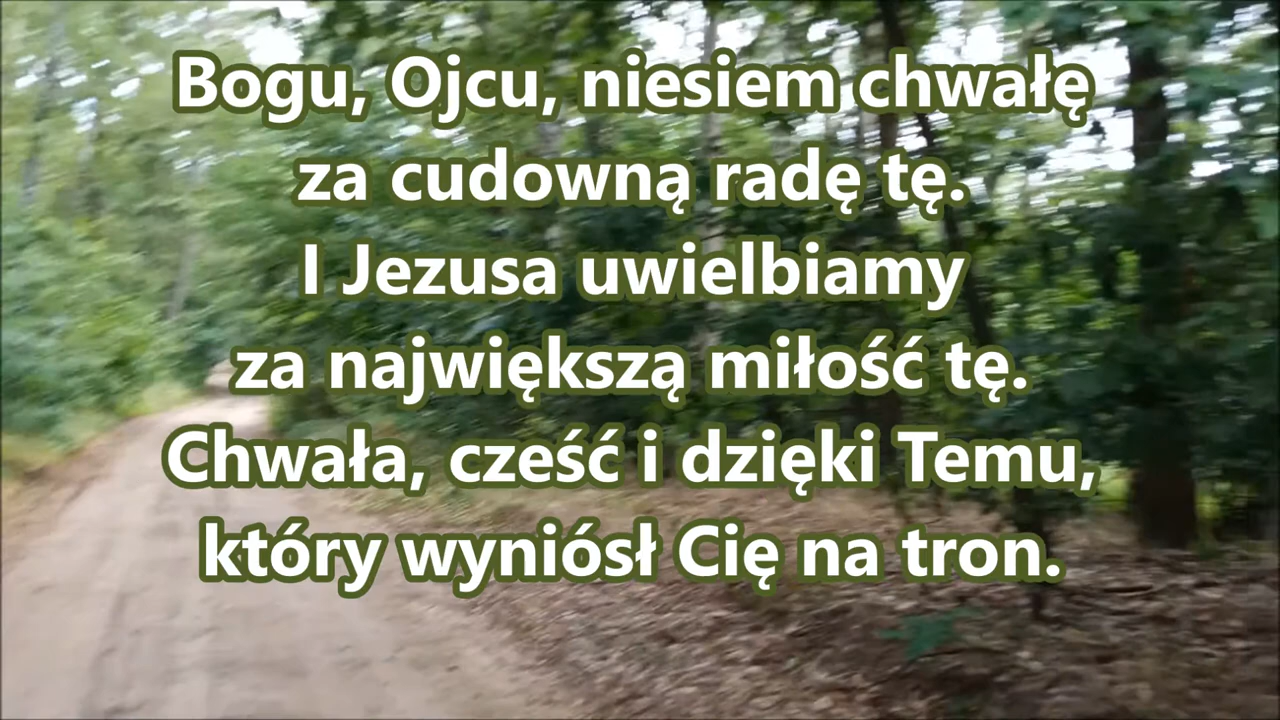 Bogu, Ojcu, niesiem chwałę
za cudowną radę tę.
I Jezusa uwielbiamy
za największą miłość tę.
Chwała, cześć i dzięki Temu,
który wyniósł Cię na tron.